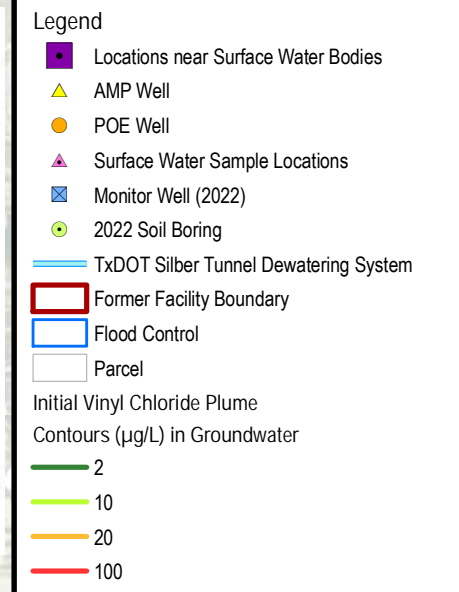 Legend
Locations near Surface Water Bodies
AMP Well
POE Well
Surface Water Sample Locations
Monitor Well (2022)
2022 Soil Boring
TxDOT Silber Tunnel Dewatering System
Former Facility Boundary
Flood Control
Parcel
Initial Vinyl Chloride Plume
Contours (µg/L) in Groundwater
2
10
20
100